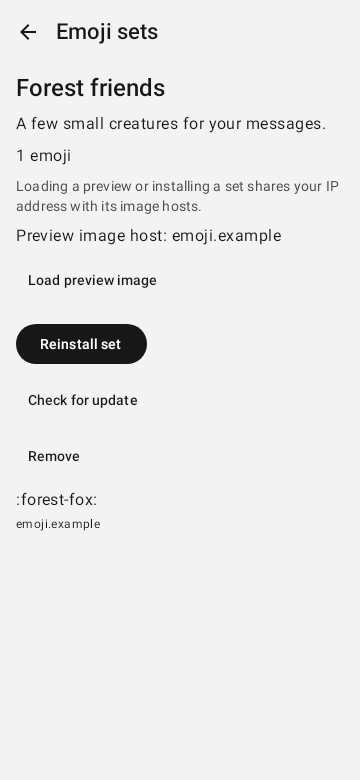 Emoji sets
Forest friends
A few small creatures for your messages.
1 emoji
Loading a preview or installing a set shares your IP
address with its image hosts.
Preview image host: emoji.example
Load preview image
Reinstall set
Check for update
Remove
:forest-fox:
emoji.example